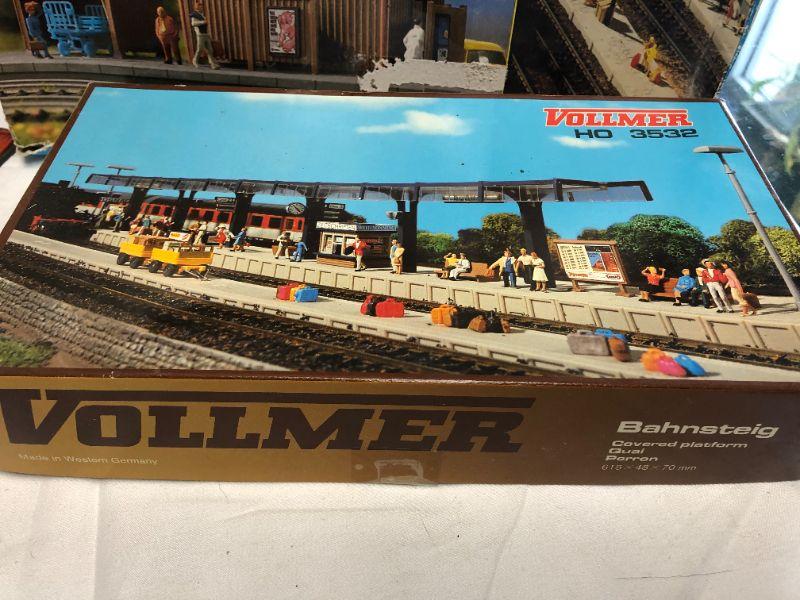 VOLLMER
HO 3532
VOLLMER
Made in Western Germany
Bahnsteig
Covered platform
Quai
Perron
615 × 48 × 70 mm